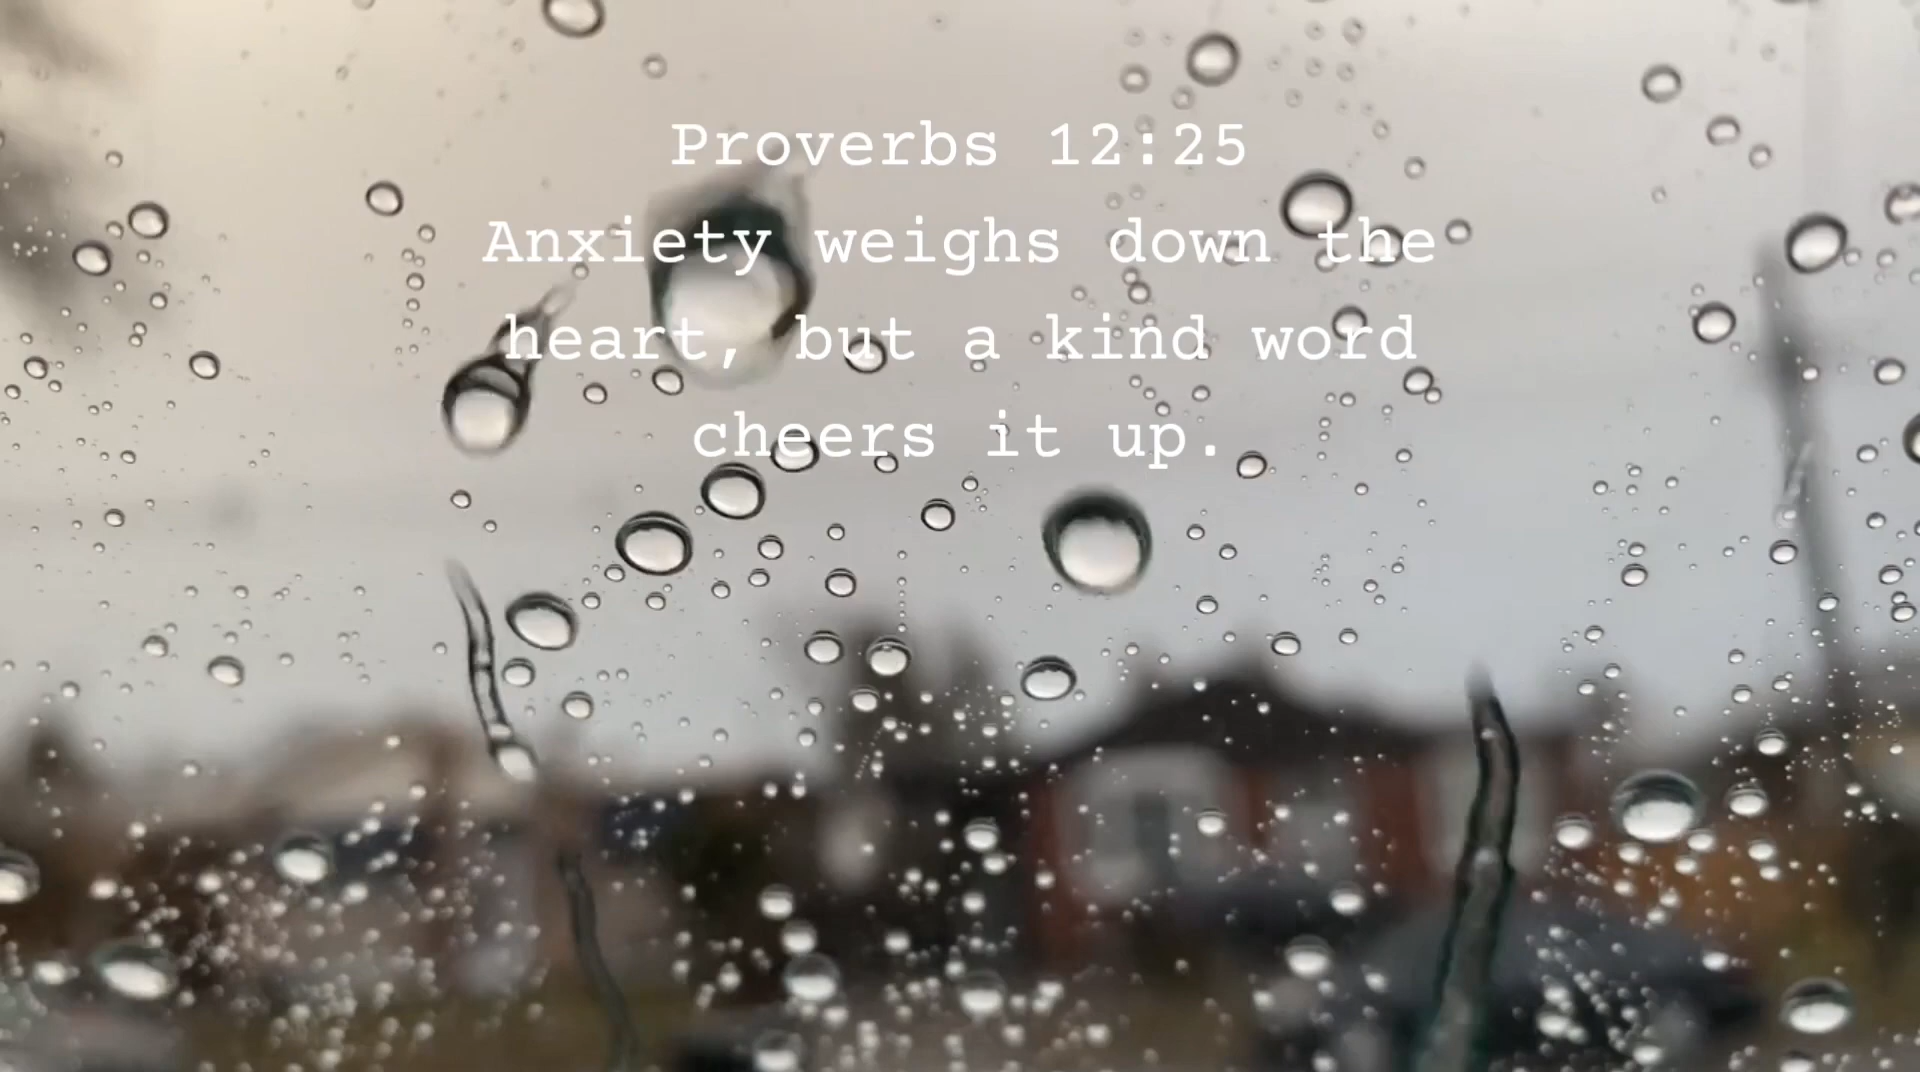 Proverbs 12:25
Anxiety weighs down the
heart, but a kind word
cheers it up.